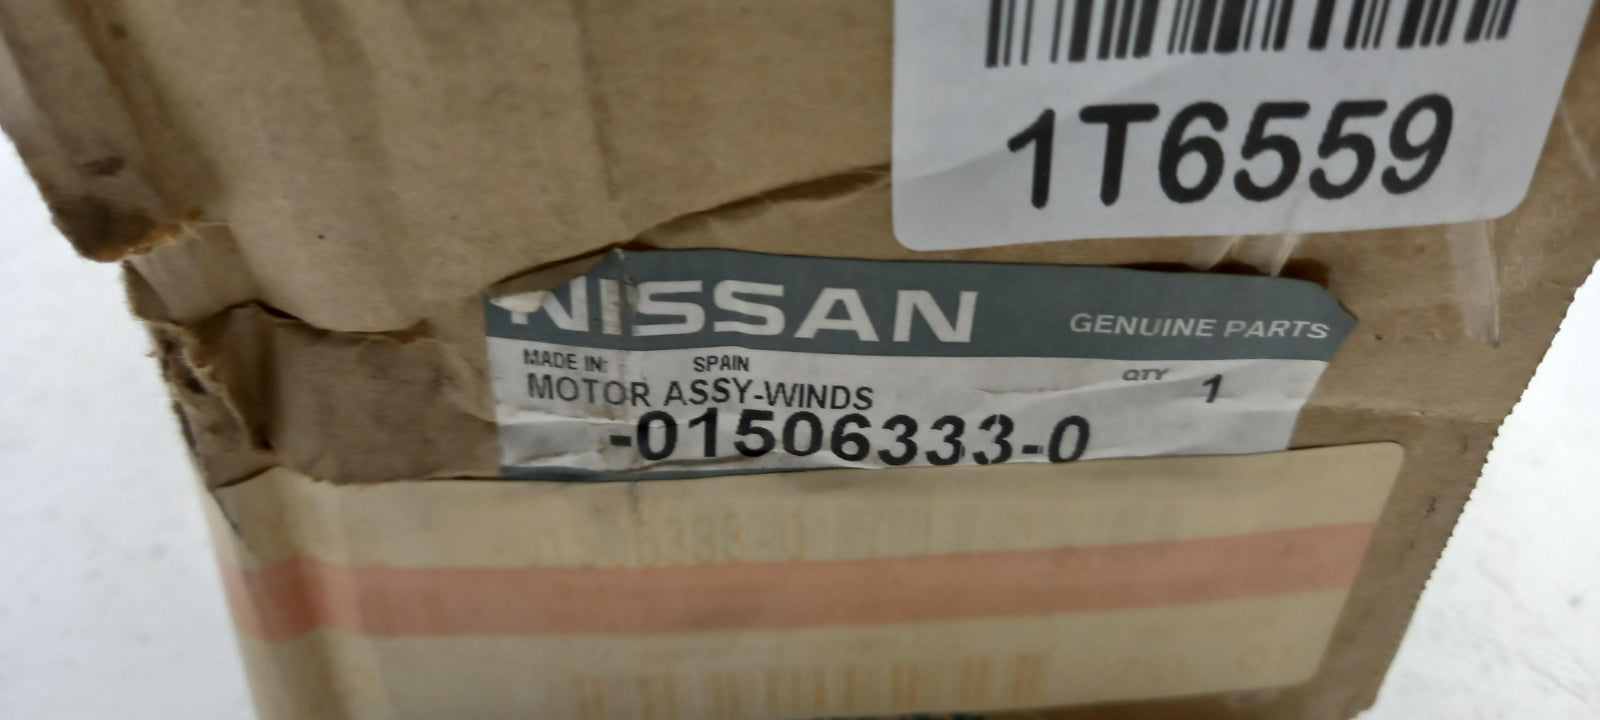 1T6559
NISSAN GENUINE PARTS
MADE IN: SPAIN
QTY 1
MOTOR ASSY-WINDS
-01506333-0